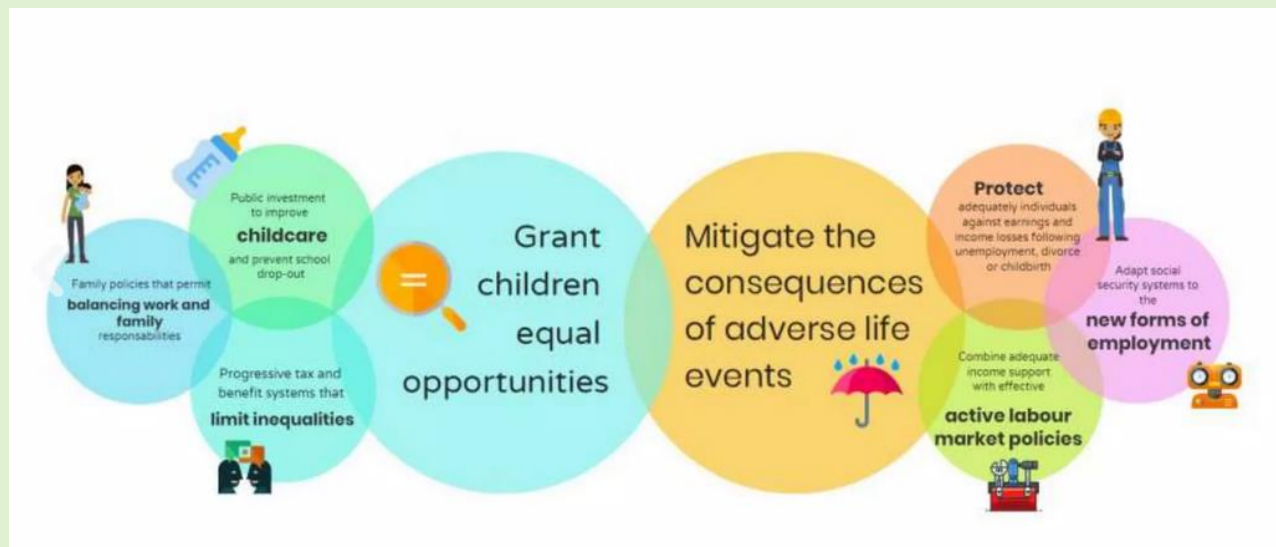 Family policies that permit
balancing work and
family
responsabilities
Public investment
to improve
childcare
and prevent school
drop-out
Progressive tax and
benefit systems that
limit inequalities
=
Grant
children
equal
opportunities
Mitigate the
consequences
of adverse life
events
Protect
adequately individuals
against earnings and
income losses following
unemployment, divorce
or childbirth
Adapt social
security systems to
the
new forms of
employment
Combine adequate
income support
with effective
active labour
market policies